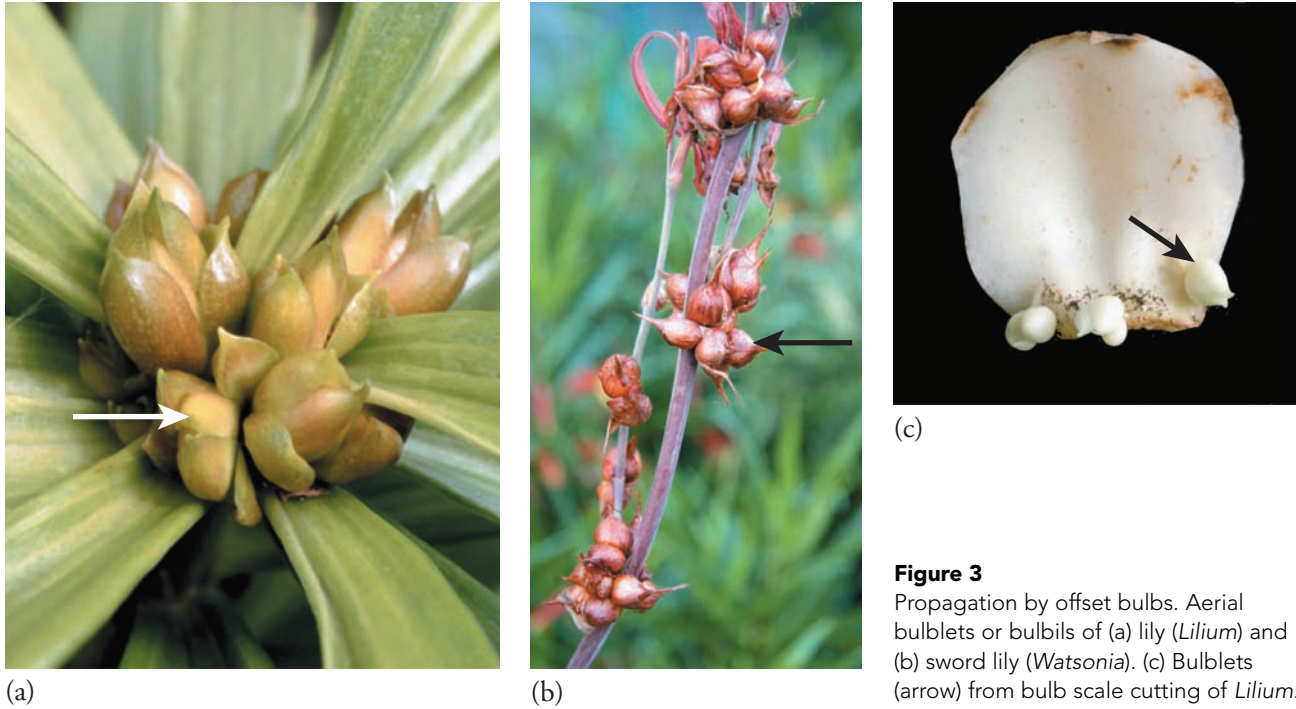 (a)
(b)
(c)
Figure 3
Propagation by offset bulbs. Aerial
bulblets or bulbils of (a) lily (Lilium) and
(b) sword lily (Watsonia). (c) Bulblets
(arrow) from bulb scale cutting of Lilium.